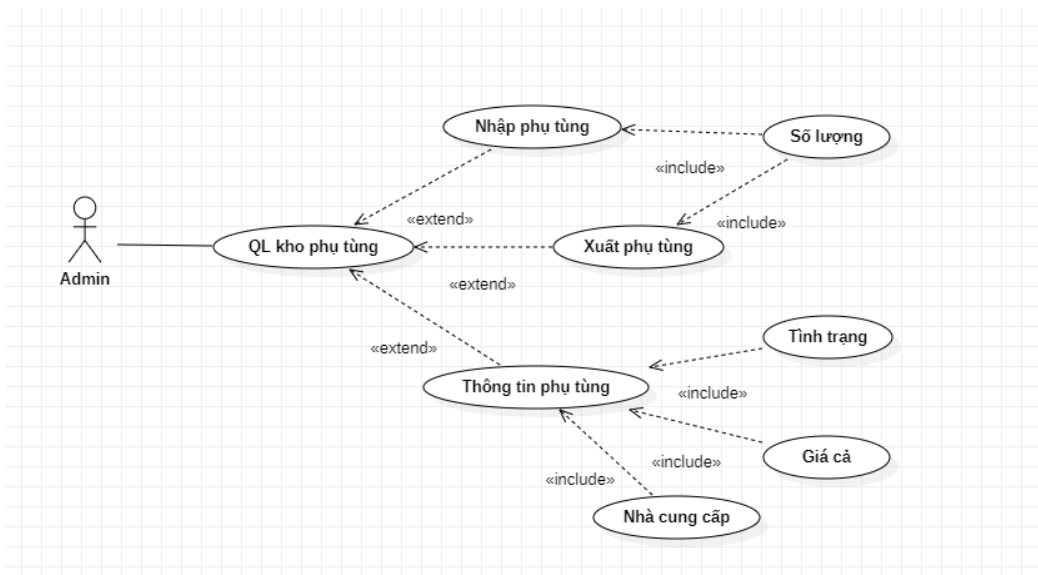 Nhập phụ tùng
Số lượng
«include»
«extend»
«include»
QL kho phụ tùng
Xuất phụ tùng
Admin
«extend»
Tình trạng
«extend»
Thông tin phụ tùng
«include»
Giá cả
«include»
«include»
Nhà cung cấp